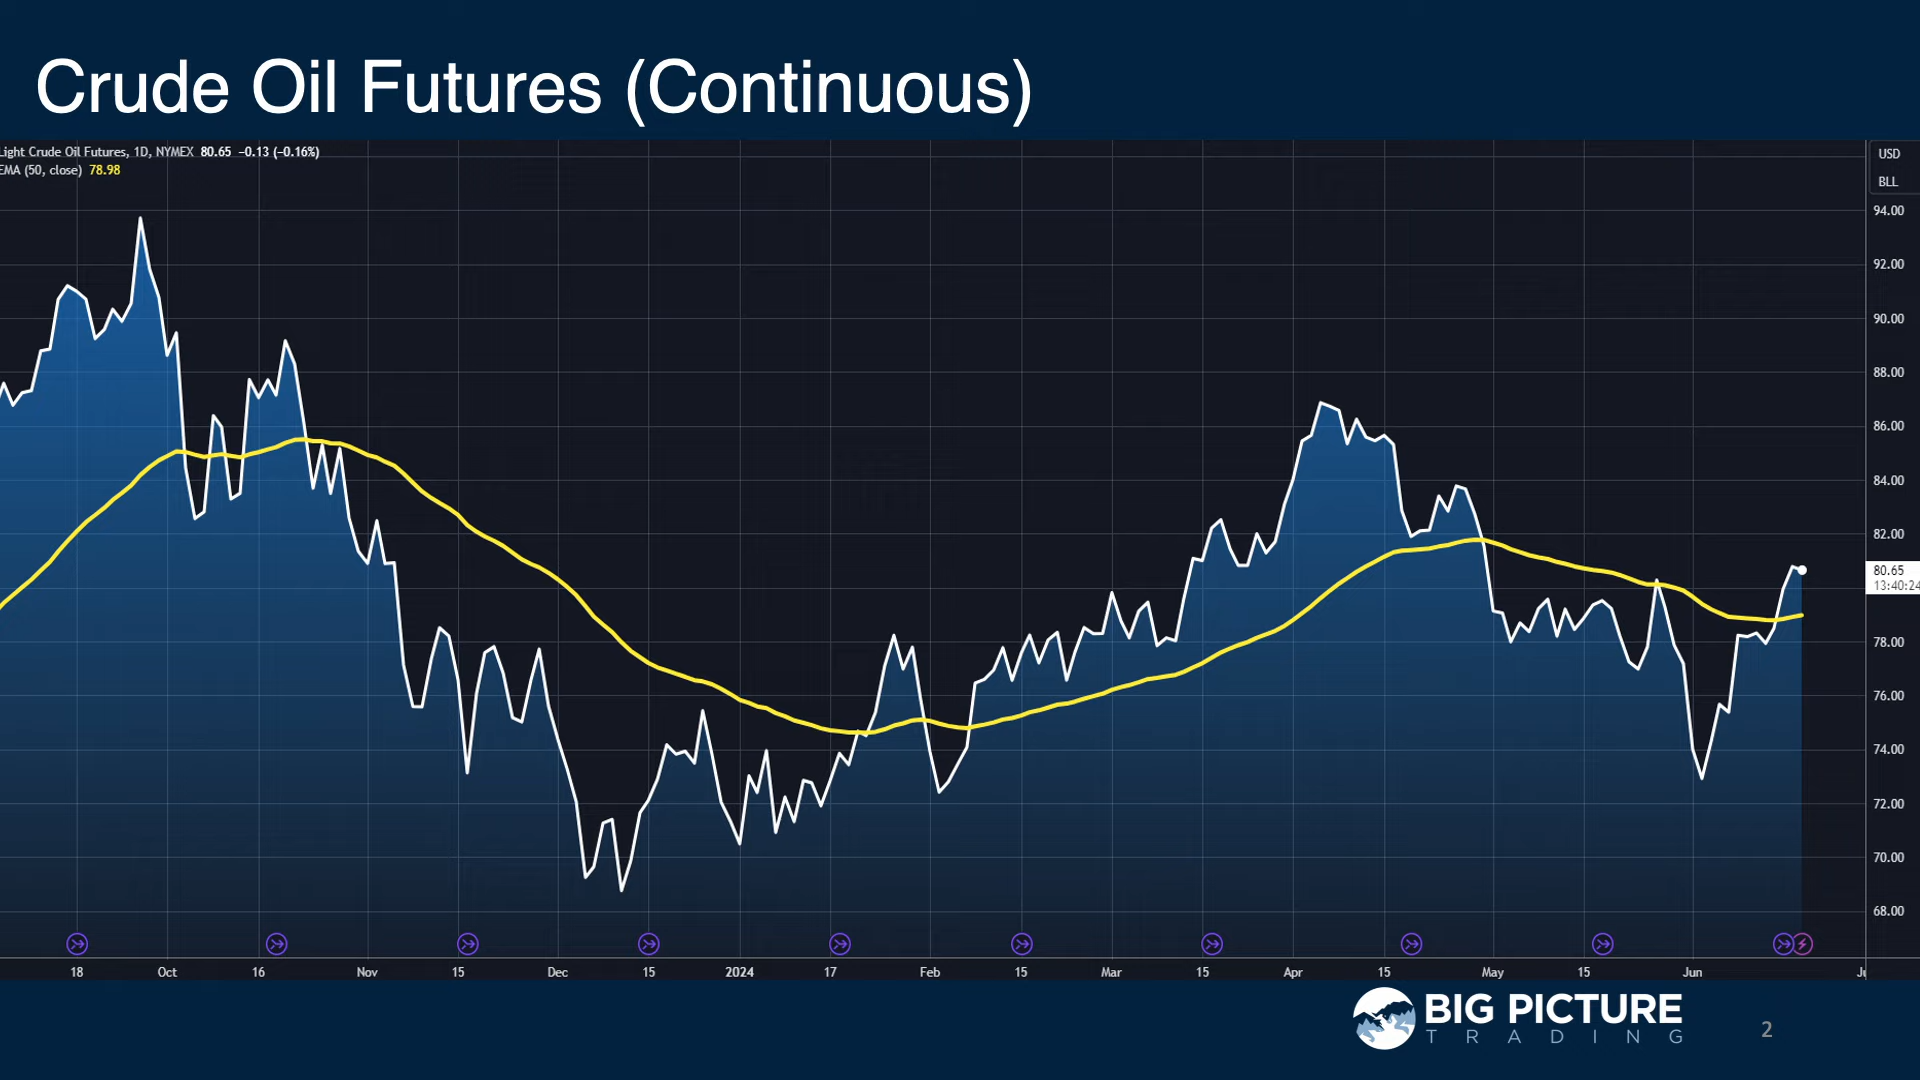 Crude Oil Futures (Continuous)
Light Crude Oil Futures, 1D, NYMEX 80.65 −0.13 (−0.16%)
EMA (50, close) 78.98
USD
BLL
94.00
92.00
90.00
88.00
86.00
84.00
82.00
80.65
13:40:24
78.00
76.00
74.00
72.00
70.00
68.00
18 Oct 16 Nov 15 Dec 15 2024 17 Feb 15 Mar 15 Apr 15 May 15 Jun
BIG PICTURE
TRADING
2